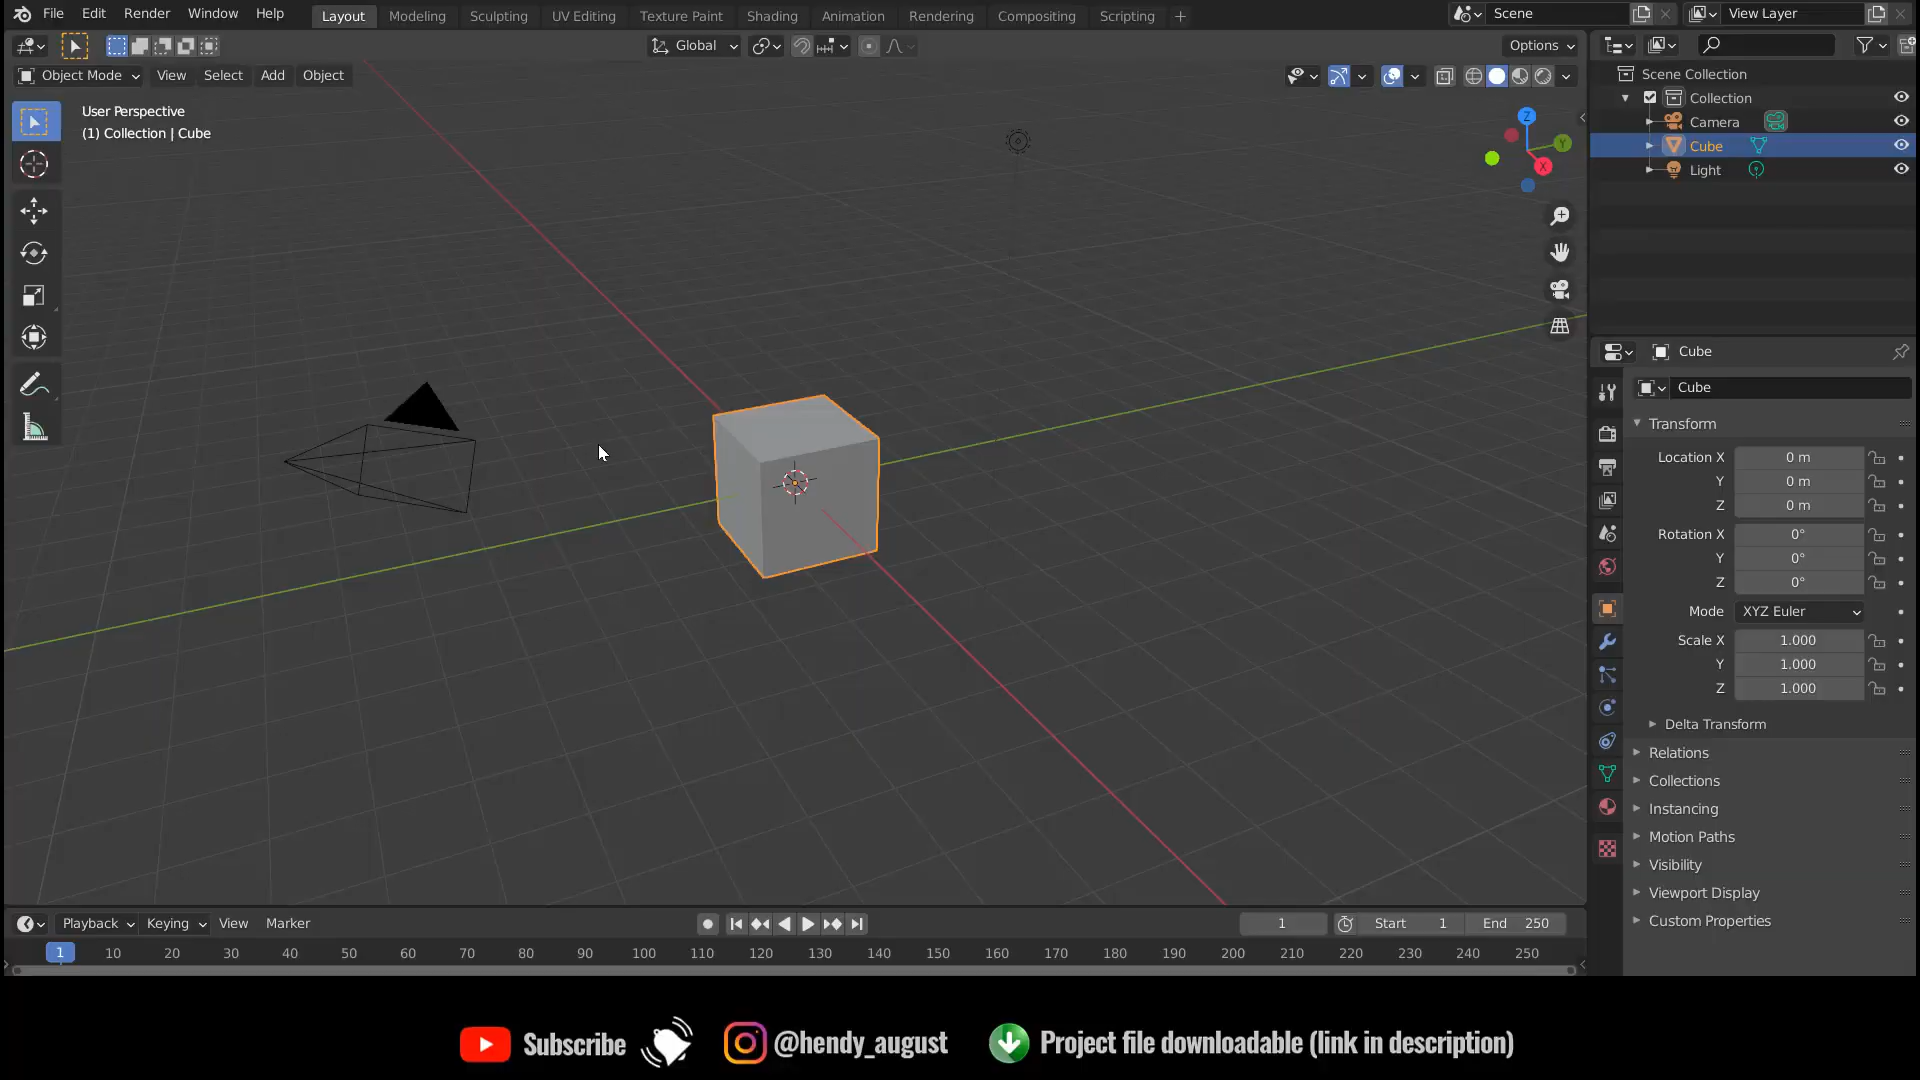 File Edit Render Window Help Layout Modeling Sculpting UV Editing Texture Paint Shading Animation Rendering Compositing Scripting + Scene View Layer
Global Options
Object Mode View Select Add Object
User Perspective
(1) Collection | Cube
Z
Y
X
Scene Collection
Collection
Camera
Cube
Light
Cube
Cube
Transform
Location X 0 m
Y 0 m
Z 0 m
Rotation X 0°
Y 0°
Z 0°
Mode XYZ Euler
Scale X 1.000
Y 1.000
Z 1.000
Delta Transform
Relations
Collections
Instancing
Motion Paths
Visibility
Viewport Display
Custom Properties
Playback Keying View Marker 1 Start 1 End 250
1 10 20 30 40 50 60 70 80 90 100 110 120 130 140 150 160 170 180 190 200 210 220 230 240 250
Subscribe @hendy_august Project file downloadable (link in description)